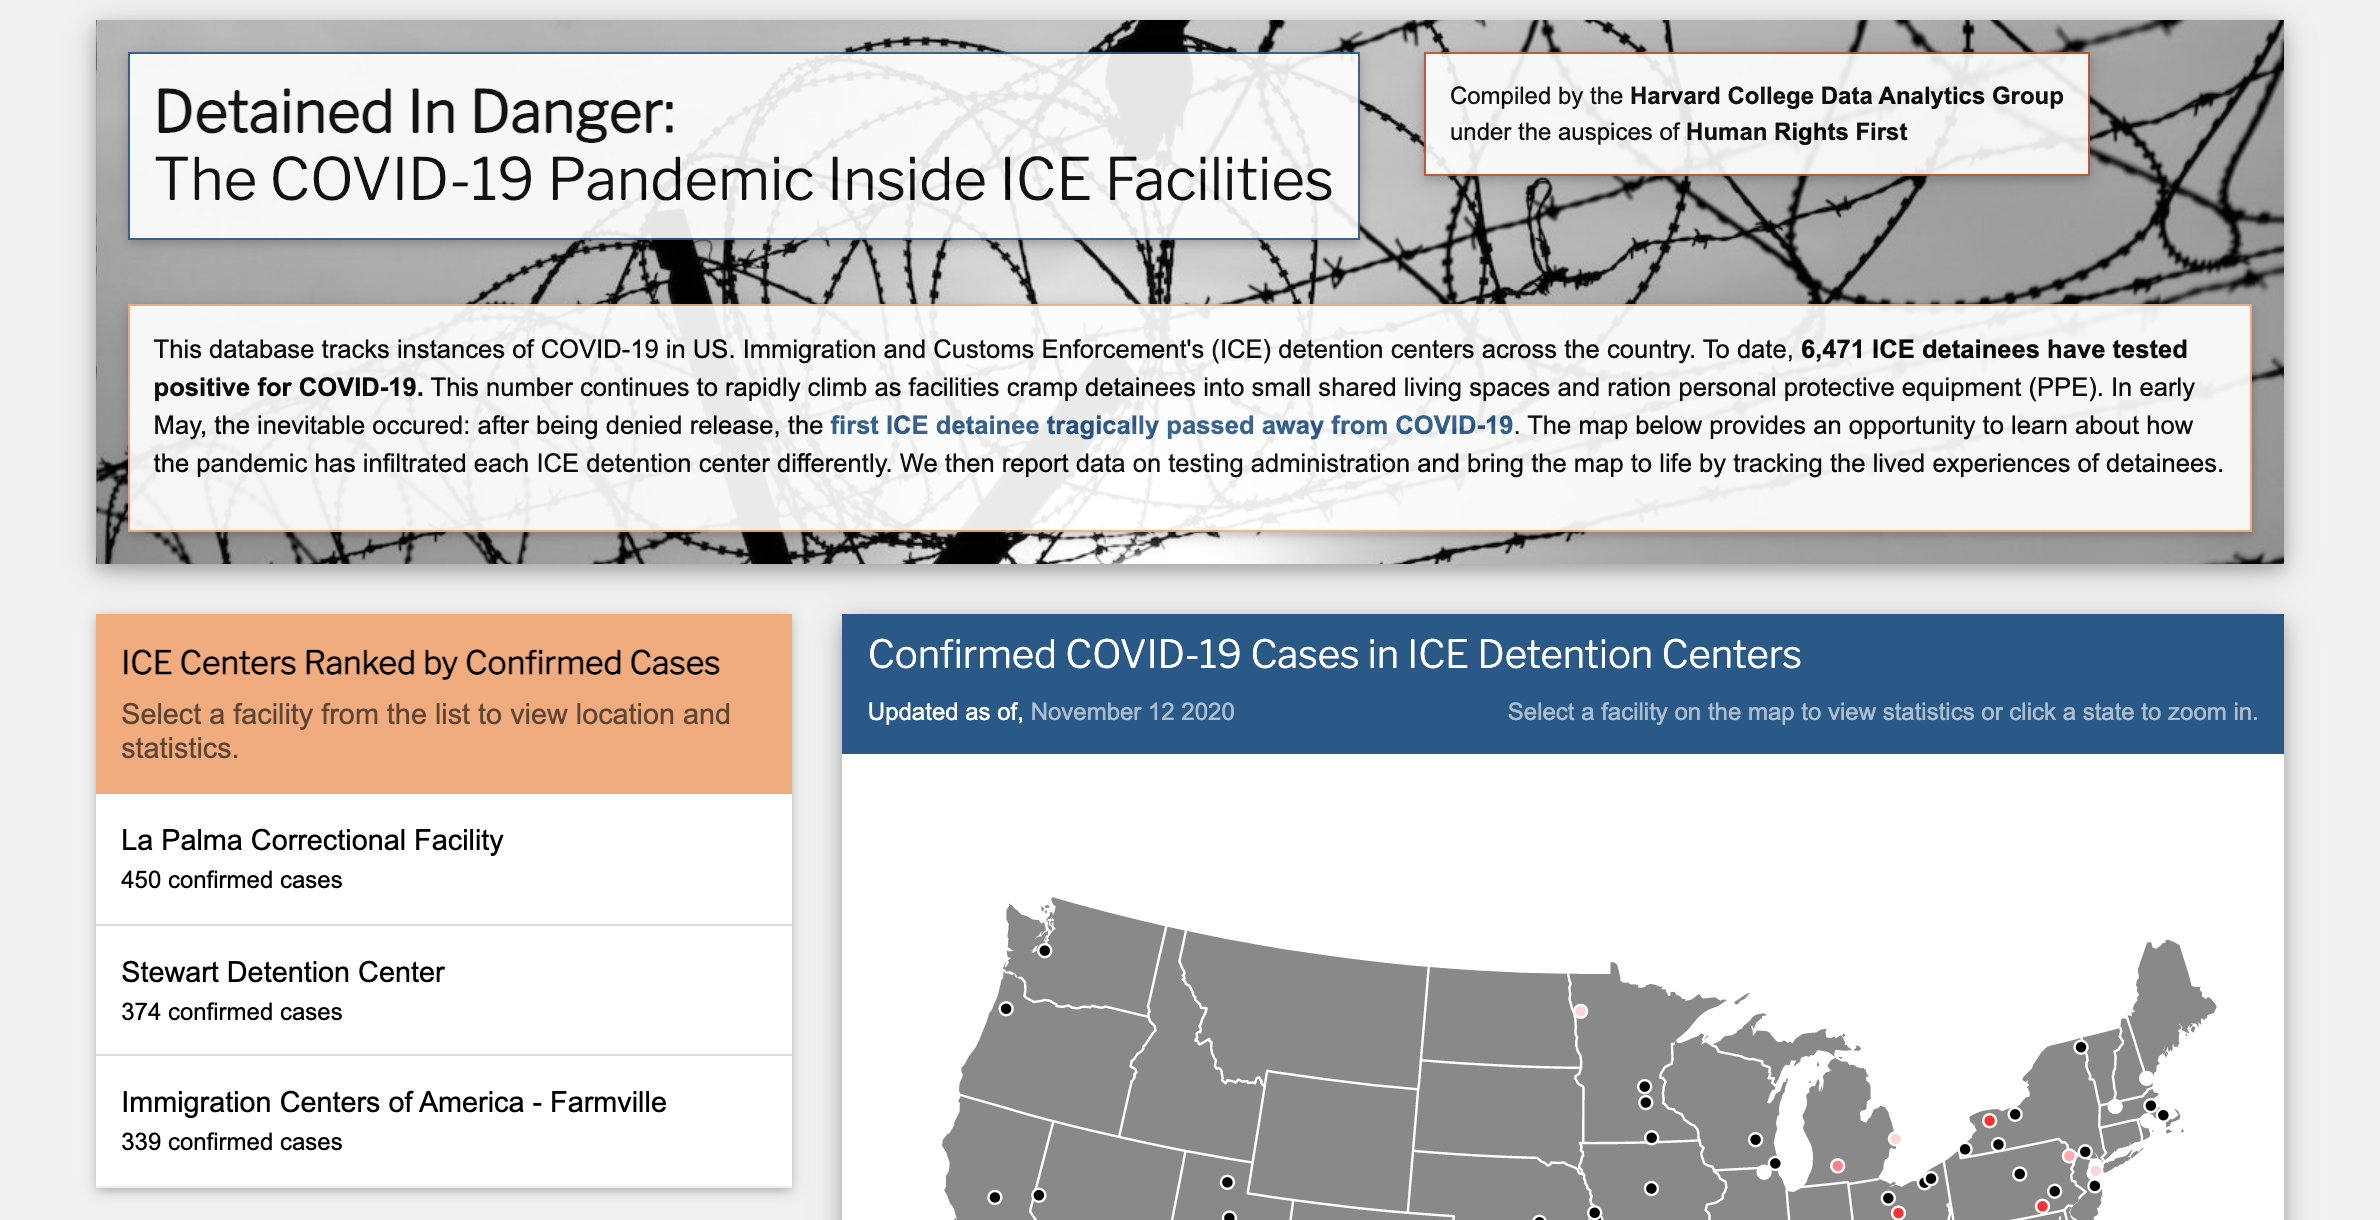 Detained In Danger:
The COVID-19 Pandemic Inside ICE Facilities
Compiled by the Harvard College Data Analytics Group
under the auspices of Human Rights First
This database tracks instances of COVID-19 in US. Immigration and Customs Enforcement's (ICE) detention centers across the country. To date, 6,471 ICE detainees have tested
positive for COVID-19. This number continues to rapidly climb as facilities cramp detainees into small shared living spaces and ration personal protective equipment (PPE). In early
May, the inevitable occured: after being denied release, the first ICE detainee tragically passed away from COVID-19. The map below provides an opportunity to learn about how
the pandemic has infiltrated each ICE detention center differently. We then report data on testing administration and bring the map to life by tracking the lived experiences of detainees.
ICE Centers Ranked by Confirmed Cases
Select a facility from the list to view location and
statistics.
La Palma Correctional Facility
450 confirmed cases
Stewart Detention Center
374 confirmed cases
Immigration Centers of America - Farmville
339 confirmed cases
Confirmed COVID-19 Cases in ICE Detention Centers
Updated as of, November 12 2020
Select a facility on the map to view statistics or click a state to zoom in.